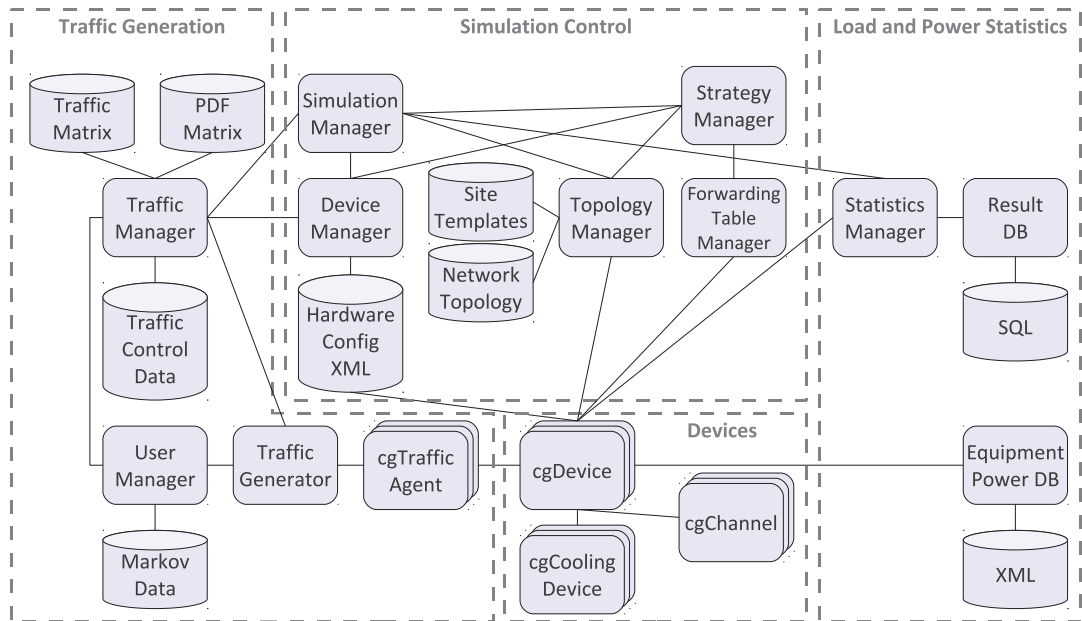 Traffic Generation
Simulation Control
Load and Power Statistics
Traffic
Matrix
PDF
Matrix
Simulation
Manager
Strategy
Manager
Traffic
Manager
Device
Manager
Site
Templates
Topology
Manager
Forwarding
Table
Manager
Statistics
Manager
Result
DB
Network
Topology
Traffic
Control
Data
Hardware
Config
XML
SQL
Devices
User
Manager
Traffic
Generator
cgTraffic
Agent
cgDevice
Equipment
Power DB
cgChannel
Markov
Data
cgCooling
Device
XML